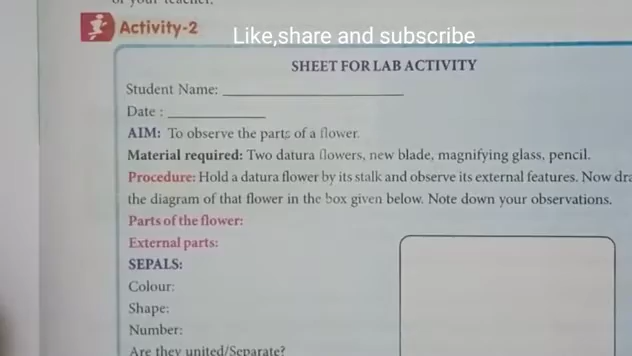 of your teacher.
Activity-2
Like,share and subscribe
SHEET FOR LAB ACTIVITY
Student Name:
Date :
AIM: To observe the parts of a flower.
Material required: Two datura flowers, new blade, magnifying glass, pencil.
Procedure: Hold a datura flower by its stalk and observe its external features. Now dra
the diagram of that flower in the box given below. Note down your observations.
Parts of the flower:
External parts:
SEPALS:
Colour:
Shape:
Number:
Are they united/Separate?